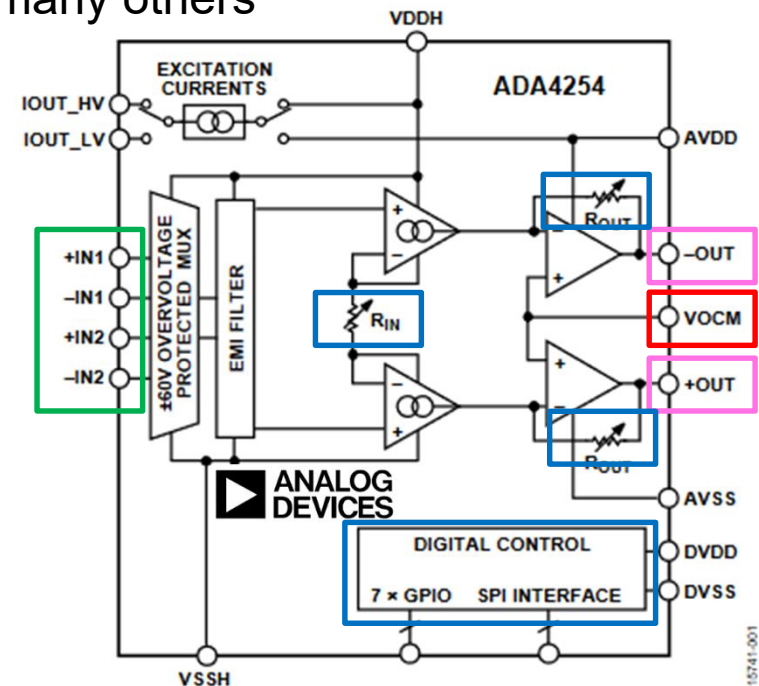 many others
VDDH
EXCITATION
CURRENTS
ADA4254
IOUT_HV
IOUT_LV
AVDD
±60V OVERVOLTAGE
PROTECTED MUX
EMI FILTER
+IN1
–IN1
+IN2
–IN2
+
–
RIN
–
+
–
ROUT
+
–OUT
VOCM
+
–
ROUT
+OUT
ANALOG
DEVICES
AVSS
DIGITAL CONTROL
7 × GPIO SPI INTERFACE
DVDD
DVSS
VSSH
15741-001